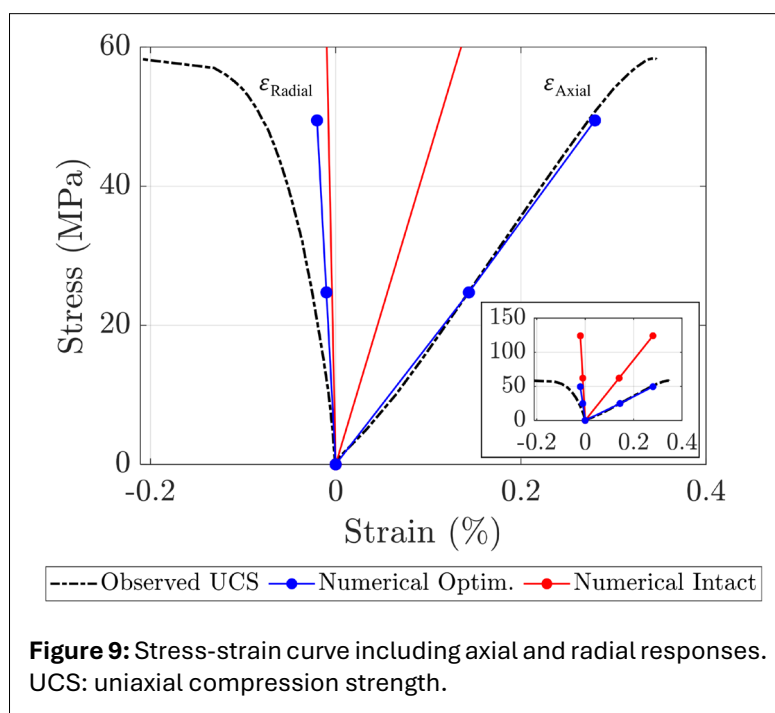 60
40
20
0
Stress (MPa)
-0.2
0
0.2
0.4
Strain (%)
εRadial
εAxial
150
100
50
0
-0.2
0
0.2
0.4
Observed UCS Numerical Optim. Numerical Intact
Figure 9: Stress-strain curve including axial and radial responses.
UCS: uniaxial compression strength.